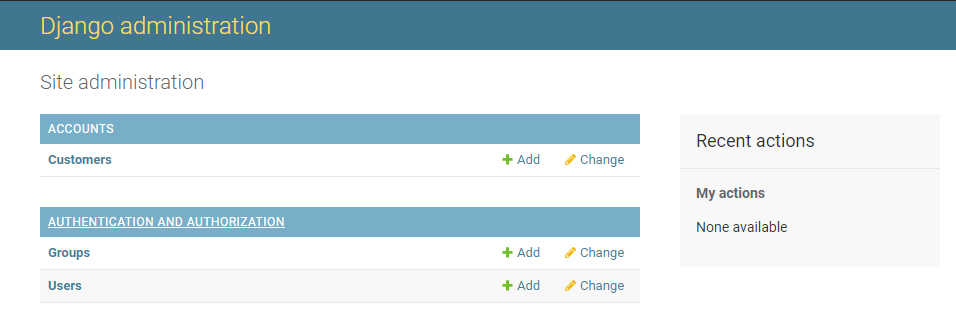 Django administration
Site administration
ACCOUNTS
Customers Add Change
AUTHENTICATION AND AUTHORIZATION
Groups Add Change
Users Add Change
Recent actions
My actions
None available